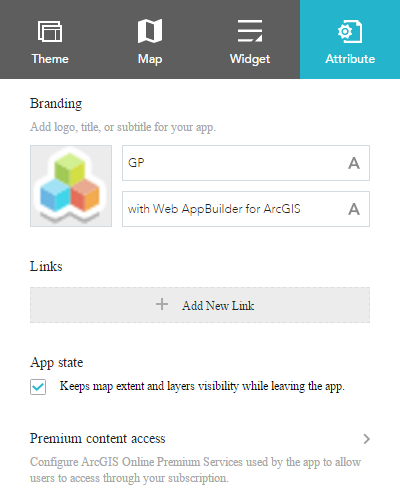 Theme Map Widget Attribute
Branding
Add logo, title, or subtitle for your app.
GP A
with Web AppBuilder for ArcGIS A
Links
+ Add New Link
App state
Keeps map extent and layers visibility while leaving the app.
Premium content access
Configure ArcGIS Online Premium Services used by the app to allow
users to access through your subscription.